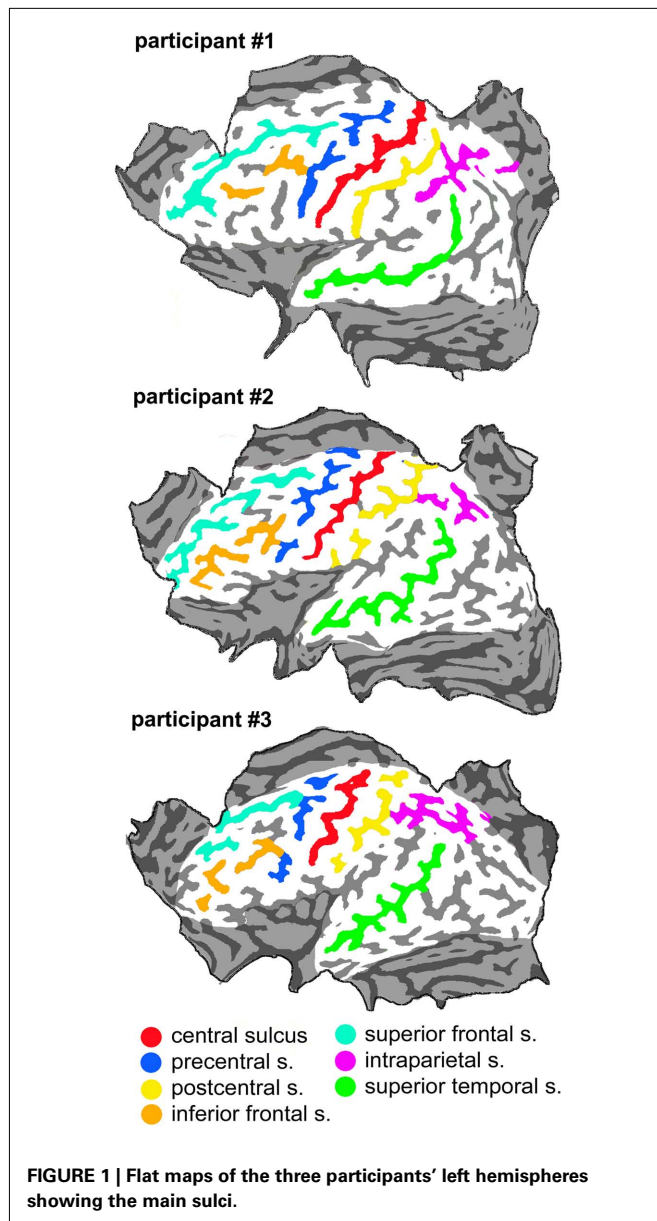 participant #1
participant #2
participant #3
central sulcus
precentral s.
postcentral s.
inferior frontal s.
superior frontal s.
intraparietal s.
superior temporal s.
FIGURE 1 | Flat maps of the three participants' left hemispheres
showing the main sulci.